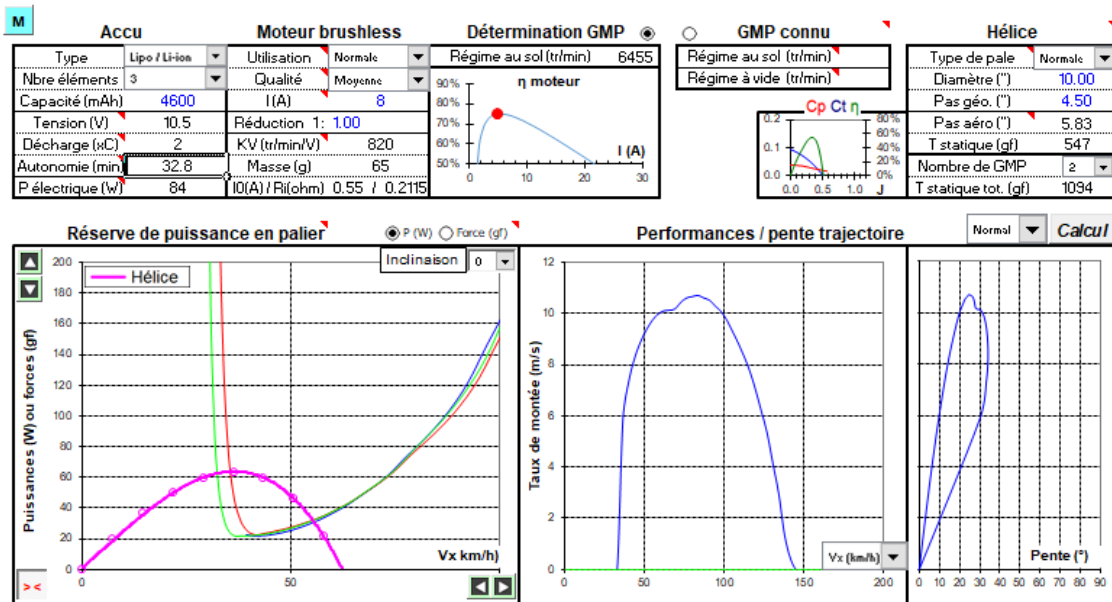 M
Accu Moteur brushless Détermination GMP GMP connu Hélice
Type Lipo / Li-ion Utilisation Normale Régime au sol (tr/min) 6455 Régime au sol (tr/min) Type de pale Normale
Nbre éléments 3 Qualité Moyenne η moteur Régime à vide (tr/min) Diamètre (") 10.00
Capacité (mAh) 4600 I (A) 8 Pas géo. (") 4.50
Tension (V) 10.5 Réduction 1: 1.00 Pas aéro (") 5.83
Décharge (xC) 2 KV (tr/min/V) 820 T statique (gf) 547
Autonomie (min) 32.8 Masse (g) 65 Nombre de GMP 2
P électrique (W) 84 I0(A) / Ri(ohm) 0.55 / 0.2115 T statique tot. (gf) 1094
90%
80%
70%
60%
50%
I (A)
0 10 20 30
Cp Ct η
0.2 0.1 0.0
80% 60% 40% 20% 0%
0.0 0.5 1.0 J
Réserve de puissance en palier P (W) Force (gf) Performances / pente trajectoire Normal Calcul
Inclinaison 0
Hélice
Puissances (W) ou forces (gf)
200
180
160
140
120
100
80
60
40
20
0
0 50
Vx km/h)
> <
Taux de montée (m/s)
12
10
8
6
4
2
0
0 50 100 150 200
Vx (km/h)
12
10
8
6
4
2
0
Pente (°)
0 10 20 30 40 50 60 70 80 90